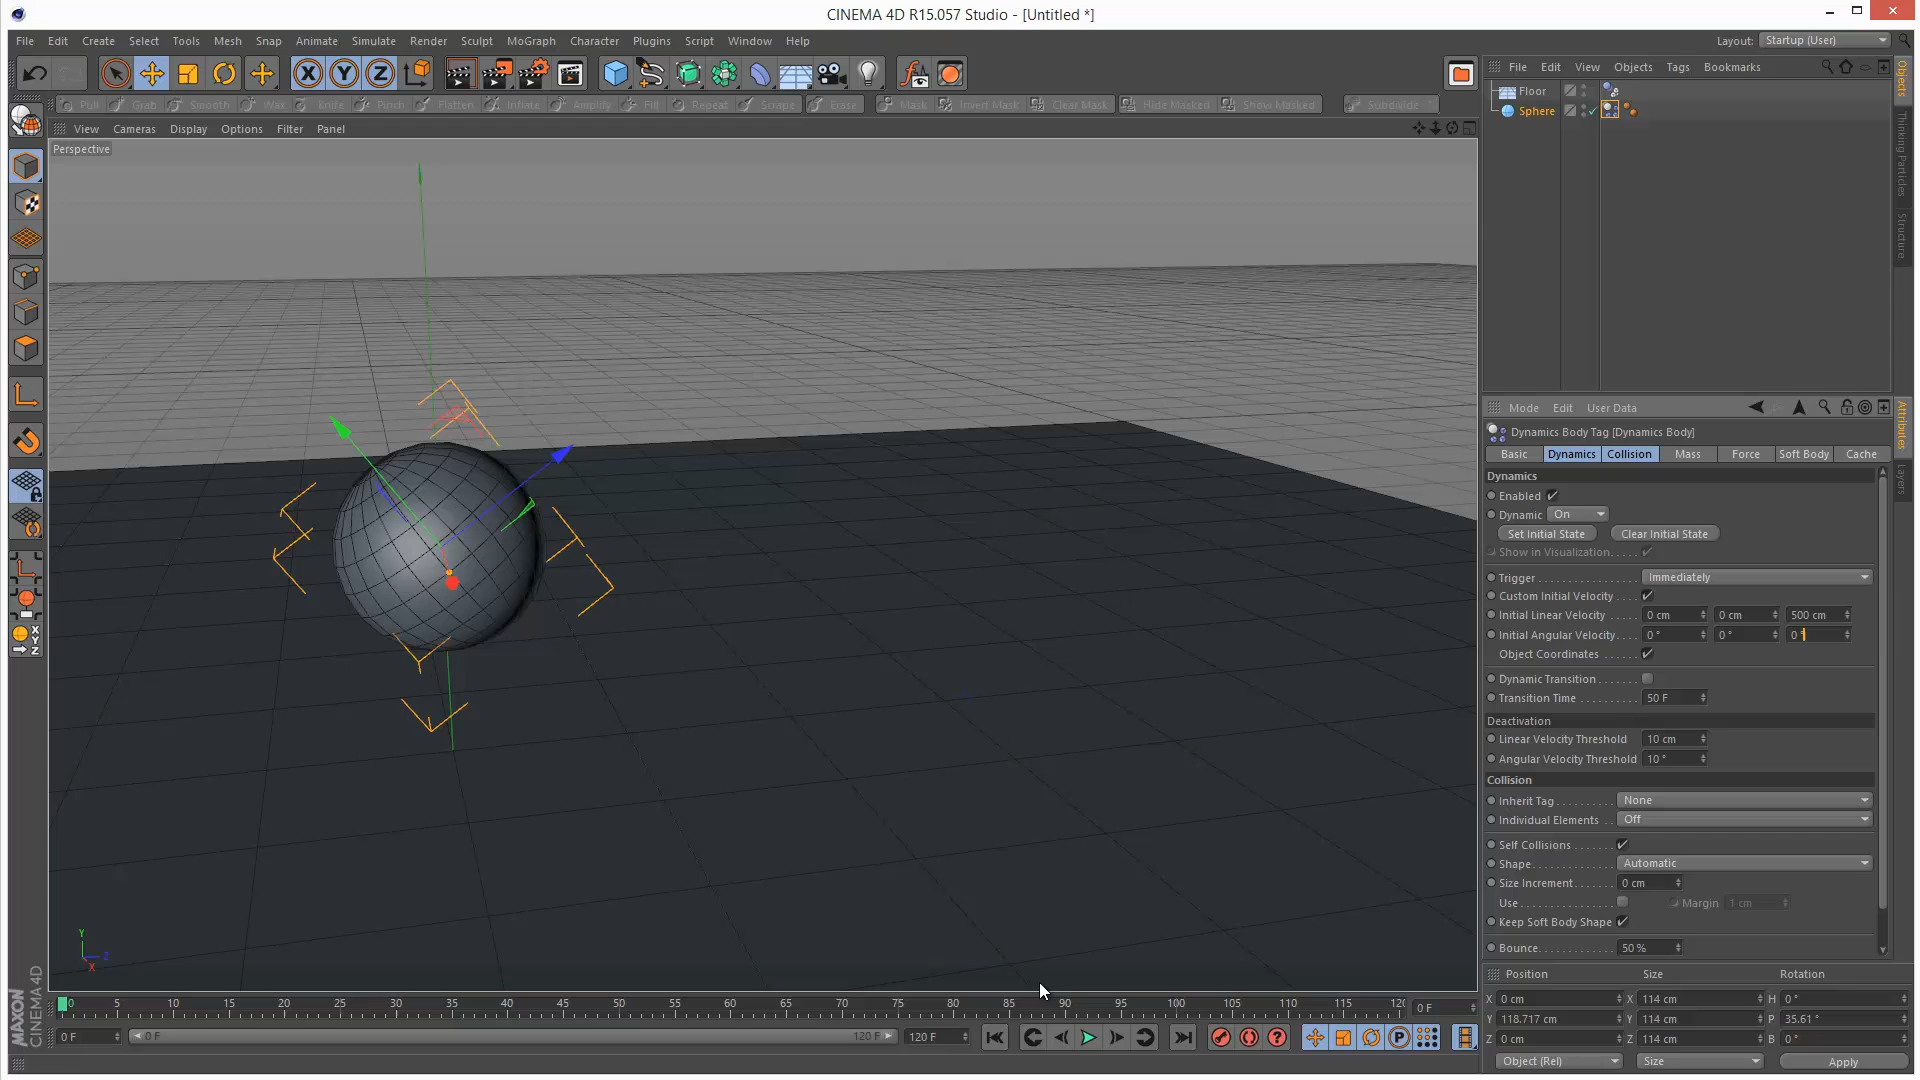 CINEMA 4D R15.057 Studio - [Untitled *]
File Edit Create Select Tools Mesh Snap Animate Simulate Render Sculpt MoGraph Character Plugins Script Window Help
Layout: Startup (User)
X Y Z
File Edit View Objects Tags Bookmarks
Pull Grab Smooth Wax Knife Pinch Flatten Inflate Amplify Fill Repeat Scrape Erase Mask Invert Mask Clear Mask Hide Masked Show Masked Subdivide
Floor
Sphere
View Cameras Display Options Filter Panel
Perspective
Objects
Thinking Particles
Structure
Mode Edit User Data
Attributes
Layers
Dynamics Body Tag [Dynamics Body]
Basic Dynamics Collision Mass Force Soft Body Cache
Dynamics
Enabled
Dynamic On
Set Initial State Clear Initial State
Show in Visualization. . . . .
Trigger . . . . . . . . . . . . . Immediately
Custom Initial Velocity . . . .
Initial Linear Velocity . . . . 0 cm 0 cm 500 cm
Initial Angular Velocity. . . . 0 ° 0 ° 0 °
Object Coordinates . . . . . .
Dynamic Transition. . . . . . .
Transition Time . . . . . . . . . 50 F
Deactivation
Linear Velocity Threshold 10 cm
Angular Velocity Threshold 10 °
Collision
Inherit Tag. . . . . . . . . None
Individual Elements . . Off
Self Collisions . . . . . . .
Shape. . . . . . . . . . . . . Automatic
Size Increment. . . . . . 0 cm
Use . . . . . . . . . . . . . Margin 1 cm
Keep Soft Body Shape
Bounce. . . . . . . . . . . 50 %
Y
Z
X
X
Y
Z
MAXON
CINEMA 4D
0 5 10 15 20 25 30 35 40 45 50 55 60 65 70 75 80 85 90 95 100 105 110 115 0 F
0 F 0 F 120 F 120 F
P
Position Size Rotation
X 0 cm X 114 cm H 0 °
Y 118.717 cm Y 114 cm P 35.61 °
Z 0 cm Z 114 cm B 0 °
Object (Rel) Size Apply